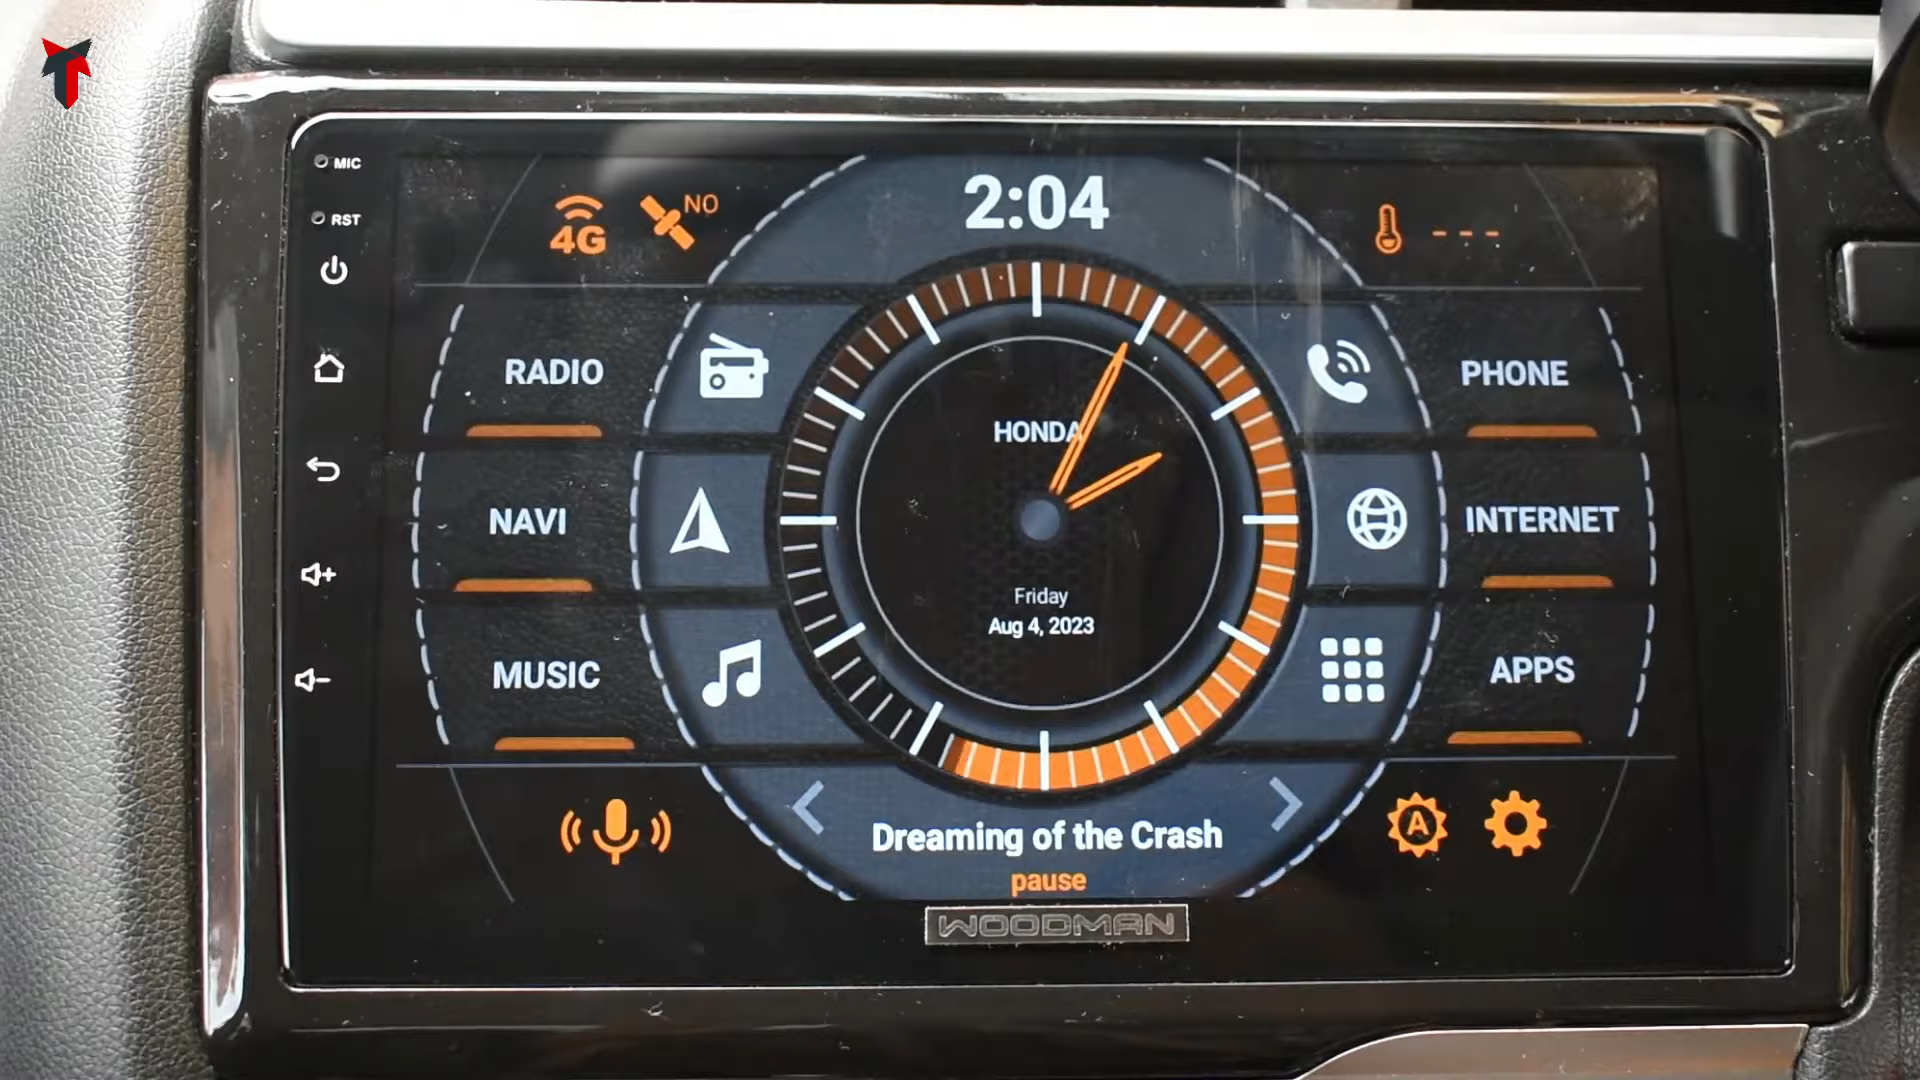 MIC
RST
4G
NO
2:04
- - -
RADIO
PHONE
HONDA
NAVI
INTERNET
Friday
Aug 4, 2023
MUSIC
APPS
A
Dreaming of the Crash
pause
WOODMAN